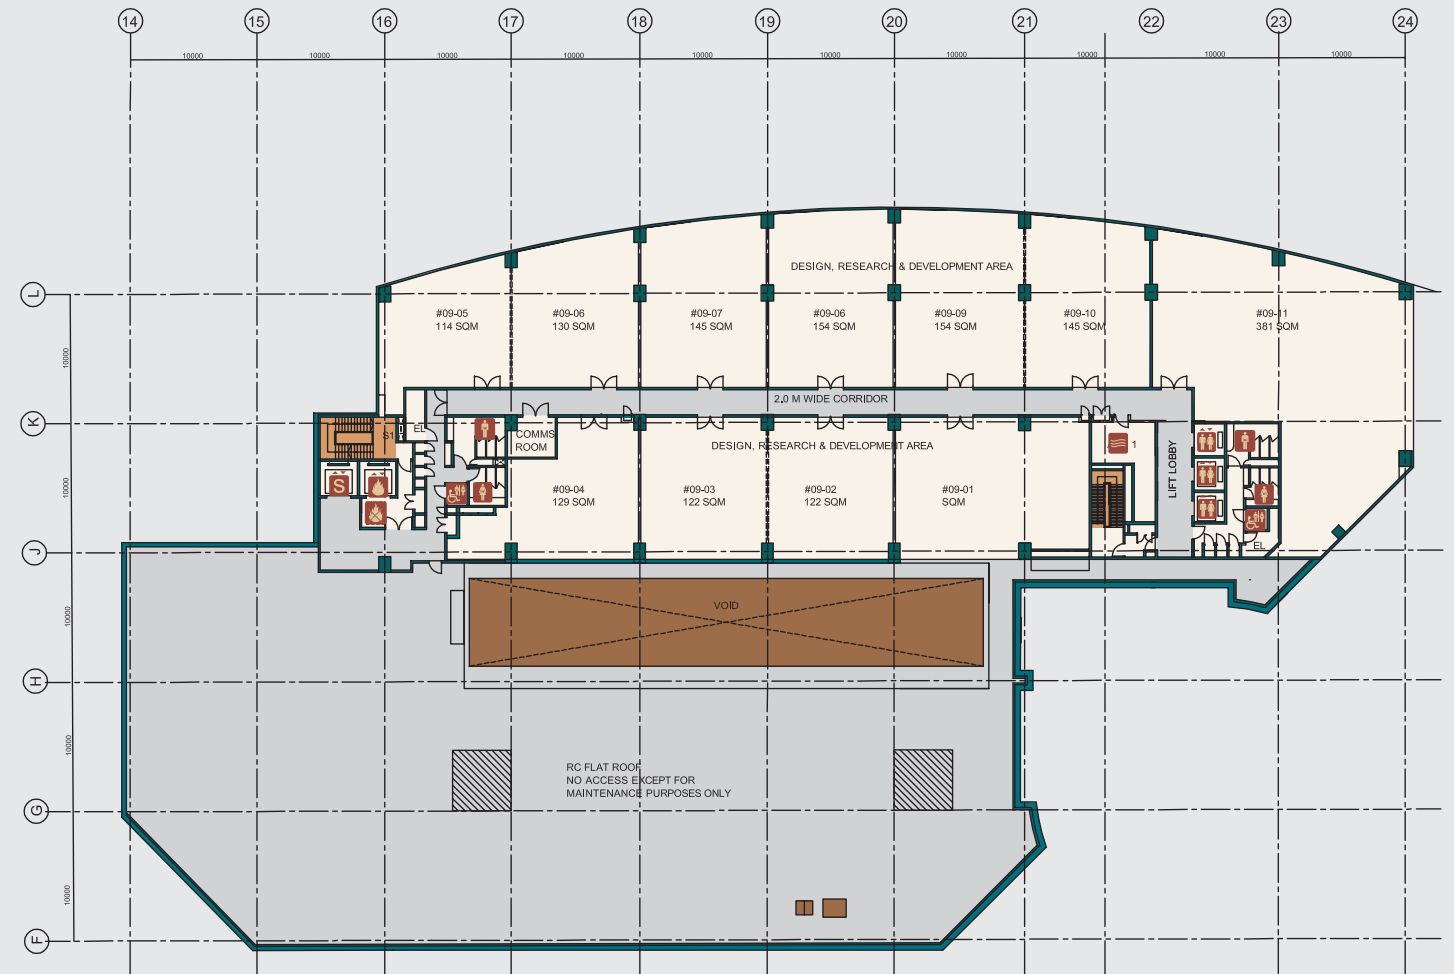 14 15 16 17 18 19 20 21 22 23 24
10000 10000 10000 10000 10000 10000 10000 10000 10000 10000
DESIGN, RESEARCH & DEVELOPMENT AREA
L
#09-05
114 SQM
#09-06
130 SQM
#09-07
145 SQM
#09-06
154 SQM
#09-09
154 SQM
#09-10
145 SQM
#09-11
381 SQM
10000
2.0 M WIDE CORRIDOR
K
S1
EL
COMMS
ROOM
DESIGN, RESEARCH & DEVELOPMENT AREA
1
LIFT LOBBY
S
10000
#09-04
129 SQM
#09-03
122 SQM
#09-02
122 SQM
#09-01
SQM
EL
J
VOID
10000
H
10000
RC FLAT ROOF
NO ACCESS EXCEPT FOR
MAINTENANCE PURPOSES ONLY
G
10000
F